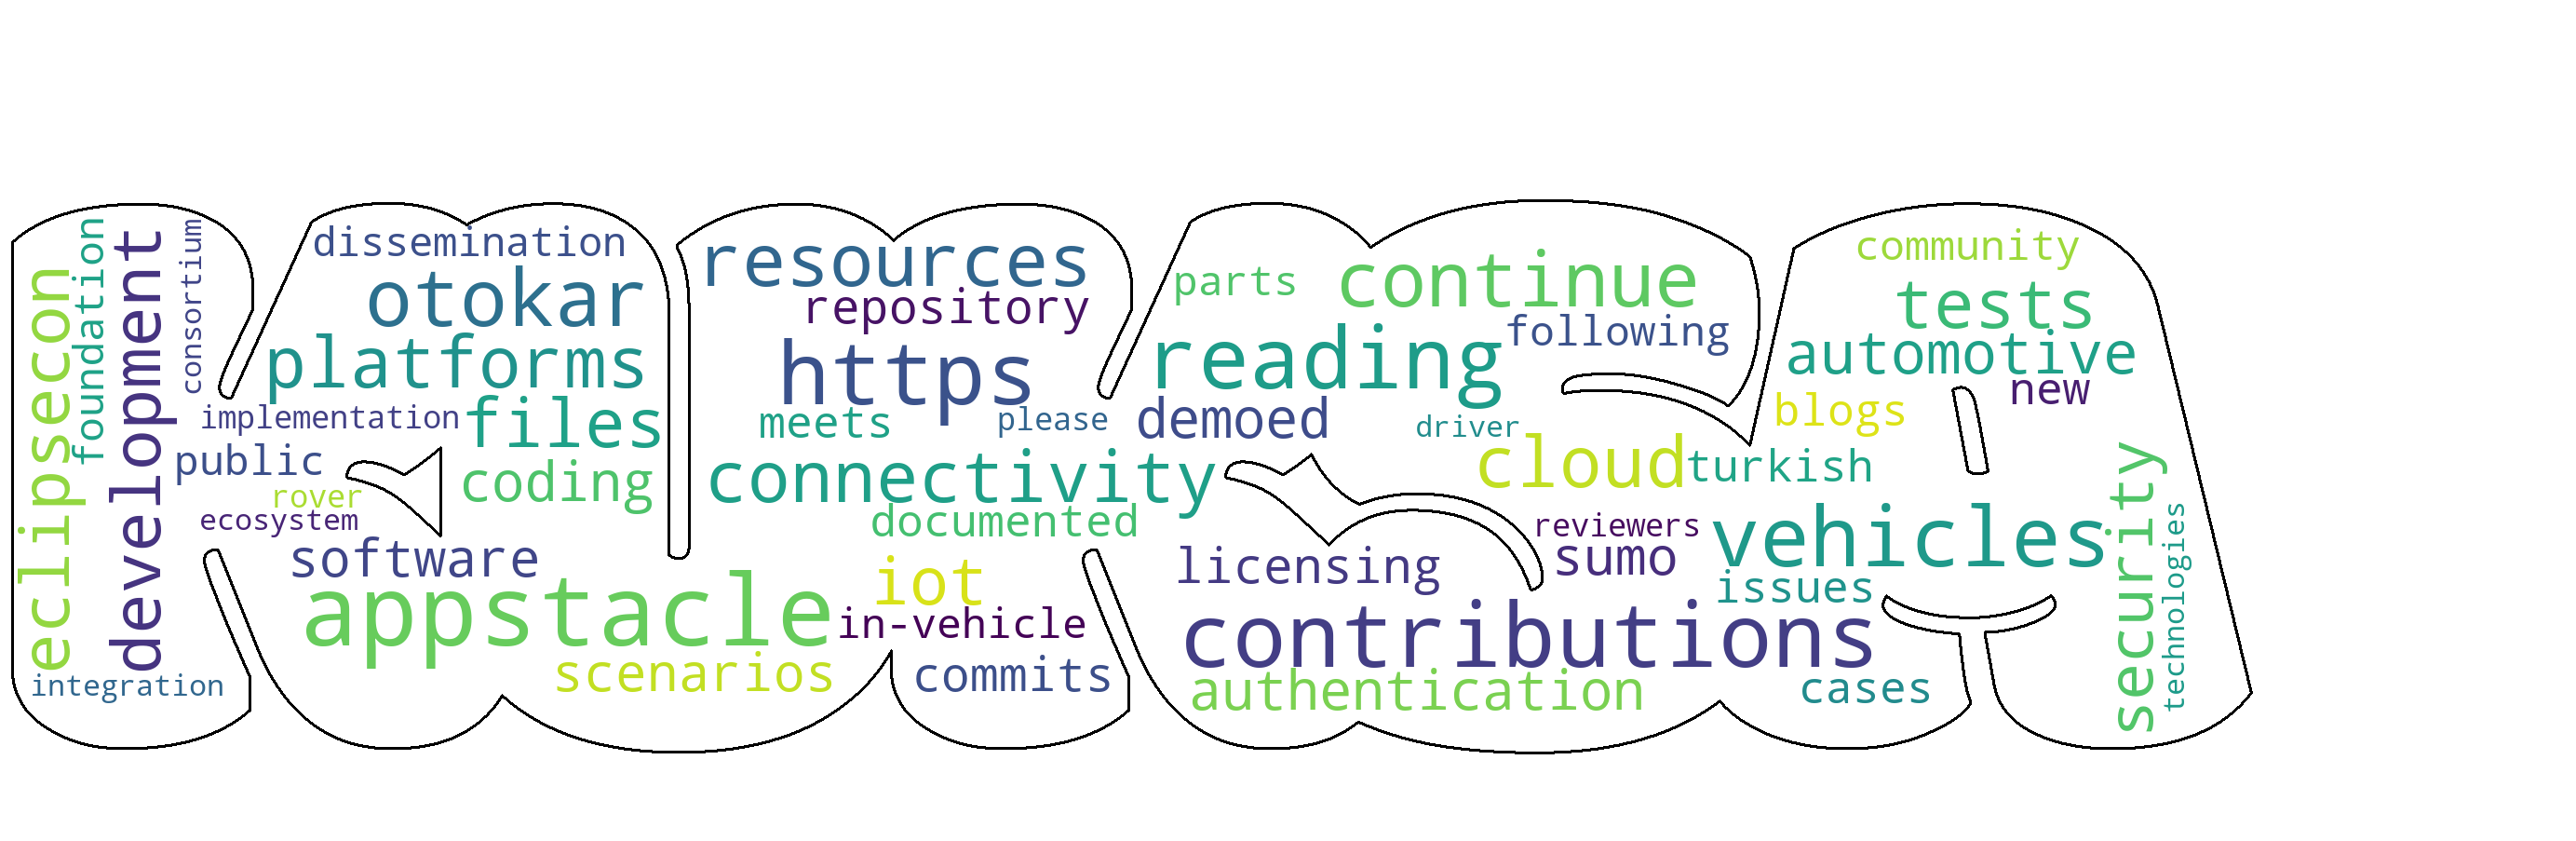 eclipsecon
foundation
development
consortium
integration
dissemination
otokar
platforms
implementation
files
public
coding
rover
ecosystem
software
appstacle
scenarios
resources
repository
https
meets
please
connectivity
documented
iot
in-vehicle
commits
parts
continue
following
reading
demoed
driver
cloud
turkish
reviewers
sumo
licensing
contributions
authentication
community
tests
automotive
new
blogs
vehicles
issues
cases
security
technologies